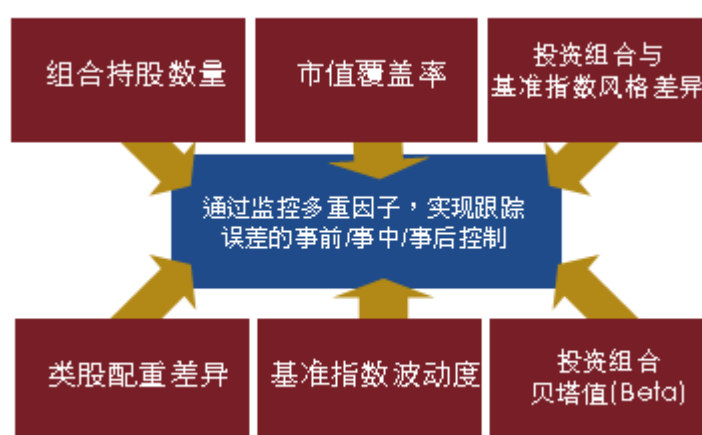 组合持股数量
市值覆盖率
投资组合与
基准指数风格差异
通过监控多重因子，实现跟踪
误差的事前/事中/事后控制
类股配重差异
基准指数波动度
投资组合
贝塔值(Beta)